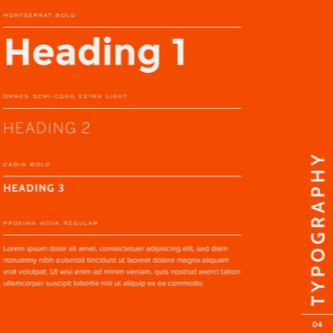 MONTSERRAT BOLD
Heading 1
OMNES SEMI-COND EXTRA LIGHT
HEADING 2
CABIN BOLD
HEADING 3
PROXIMA NOVA REGULAR
Lorem ipsum dolor sit amet, consectetuer adipiscing elit, sed diam
nonummy nibh euismod tincidunt ut laoreet dolore magna aliquam
erat volutpat. Ut wisi enim ad minim veniam, quis nostrud exerci tation
ullamcorper suscipit lobortis nisl ut aliquip ex ea commodo.
TYPOGRAPHY
04